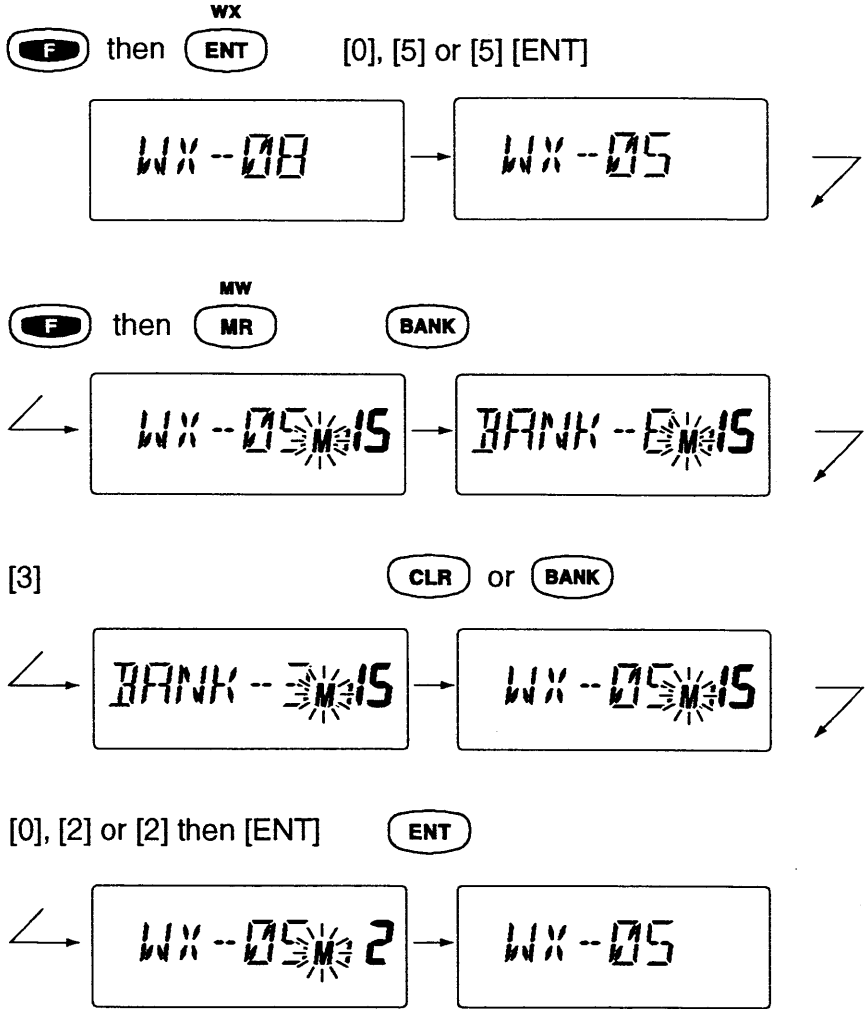 WX
F then ENT [0], [5] or [5] [ENT]
WX--08 WX--05
MW
F then MR BANK
WX--05 M 15 BANK--E M 15
[3] CLR or BANK
BANK--3 M 15 WX--05 M 15
[0], [2] or [2] then [ENT] ENT
WX--05 M 2 WX--05